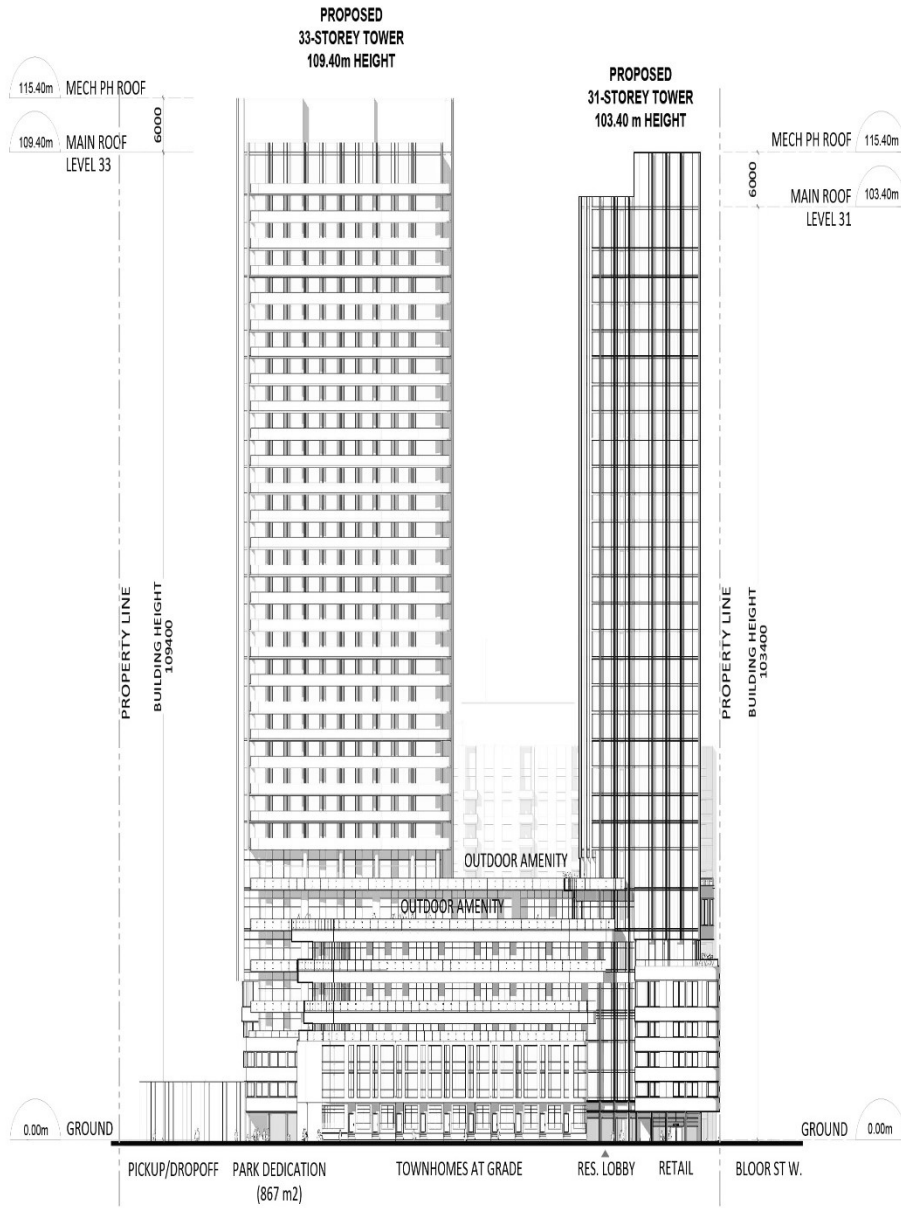 PROPOSED
33-STOREY TOWER
109.40m HEIGHT
PROPOSED
31-STOREY TOWER
103.40 m HEIGHT
115.40m MECH PH ROOF
6000
109.40m MAIN ROOF
LEVEL 33
MECH PH ROOF 115.40m
6000
MAIN ROOF 103.40m
LEVEL 31
PROPERTY LINE
BUILDING HEIGHT
109400
PROPERTY LINE
BUILDING HEIGHT
103400
OUTDOOR AMENITY
OUTDOOR AMENITY
0.00m GROUND
GROUND 0.00m
PICKUP/DROPOFF PARK DEDICATION TOWNHOMES AT GRADE RES. LOBBY RETAIL BLOOR ST W.
(867 m2)